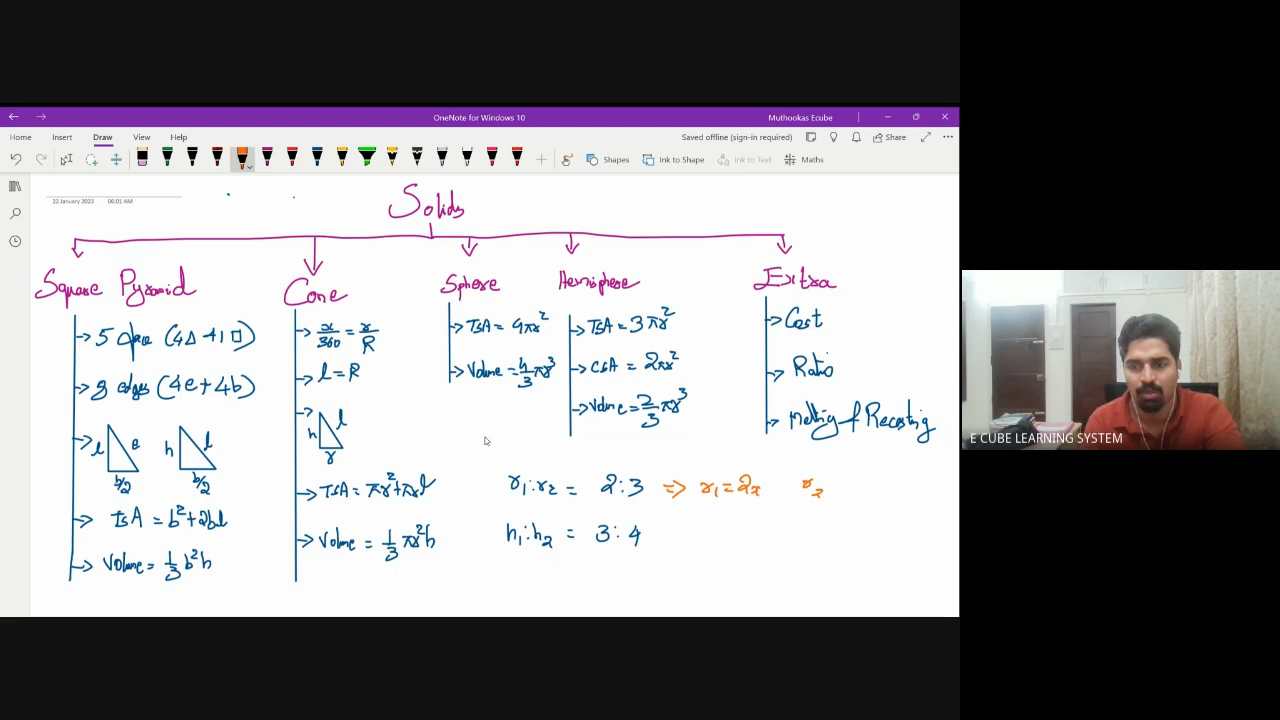 OneNote for Windows 10
Muthookas Ecube
Home Insert Draw View Help
Saved offline (sign-in required)
Share
Shapes
Ink to Shape
Ink to Text
Maths
22 January 2023 06:01 AM
Solids
Square Pyramid
5 (4Δ+1□)
8 edges (4e+4b)
l e b/2
h l b/2
TSA = b²+2bl
Volume = 1/3 b²h
Cone
x/360 = r/R
l = R
h l r
TSA = πr²+πrl
Volume = 1/3 πr²h
Sphere
TSA = 4πr²
Volume = 4/3 πr³
Hemisphere
TSA = 3πr²
CSA = 2πr²
Volume = 2/3 πr³
Extra
Cost
Ratio
Melting & Recasting
r₁:r₂ = 2:3 ⇒ r₁=2x r₂
h₁:h₂ = 3:4
E CUBE LEARNING SYSTEM